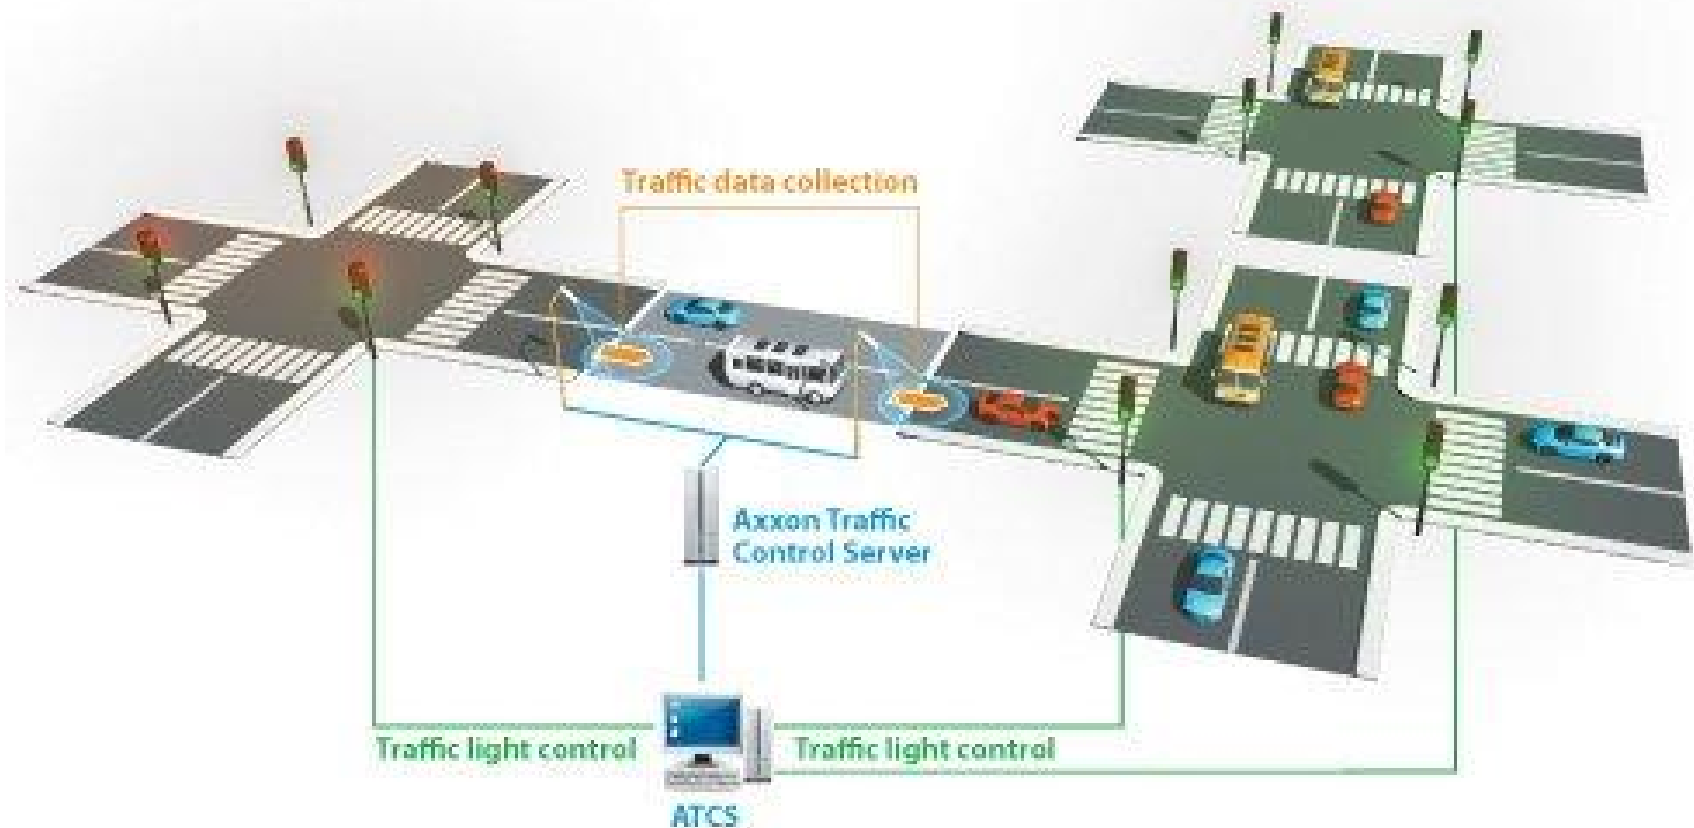 Traffic data collection
Axxon Traffic
Control Server
Traffic light control
Traffic light control
ATCS